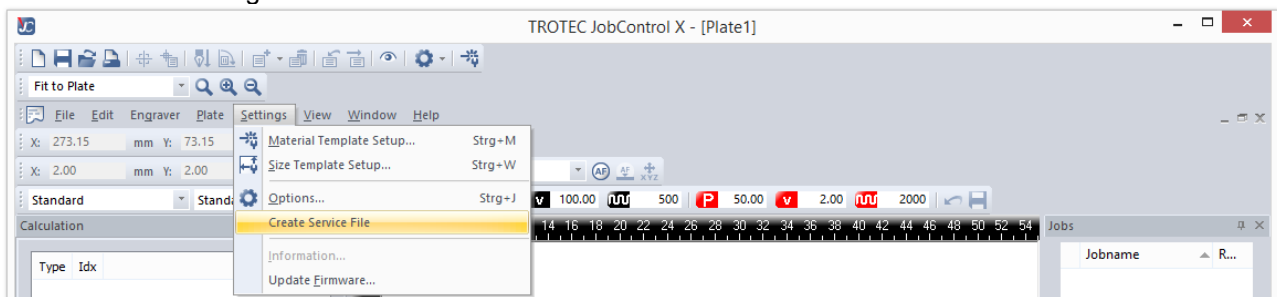 TROTEC JobControl X - [Plate1]
Fit to Plate
File Edit Engraver Plate Settings View Window Help
X: 273.15 mm Y: 73.15
Material Template Setup... Strg+M
X: 2.00 mm Y: 2.00
Size Template Setup... Strg+W
AF AF XYZ
Standard
Options... Strg+J
v 100.00 500 P 50.00 v 2.00 2000
Calculation
Create Service File
14 16 18 20 22 24 26 28 30 32 34 36 38 40 42 44 46 48 50 52 54
Jobs
Type Idx
Information...
Jobname R...
Update Firmware...